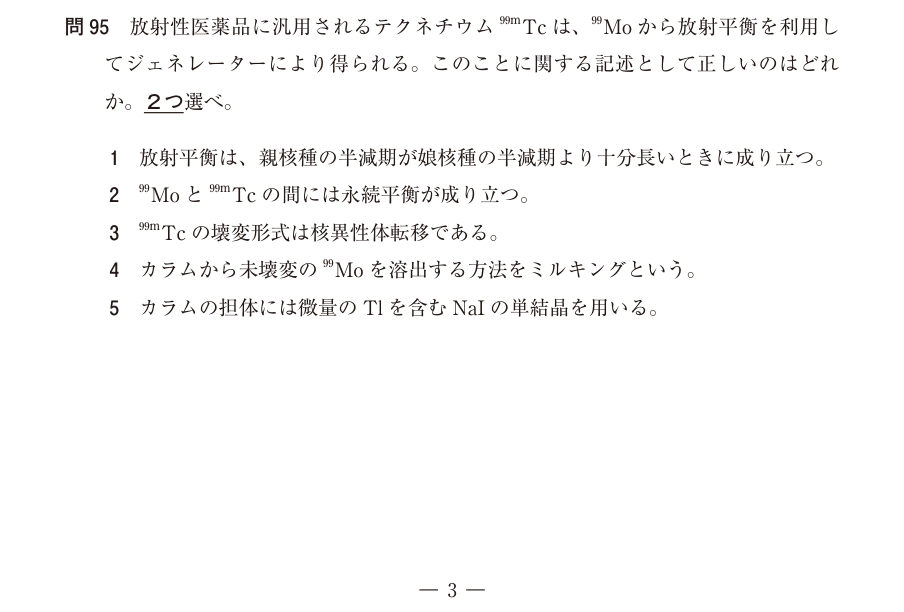 問95 放射性医薬品に汎用されるテクネチウム ⁹⁹ᵐTc は、⁹⁹Mo から放射平衡を利用し
てジェネレーターにより得られる。このことに関する記述として正しいのはどれ
か。２つ選べ。
1 放射平衡は、親核種の半減期が娘核種の半減期より十分長いときに成り立つ。
2 ⁹⁹Mo と ⁹⁹ᵐTc の間には永続平衡が成り立つ。
3 ⁹⁹ᵐTc の壊変形式は核異性体転移である。
4 カラムから未壊変の ⁹⁹Mo を溶出する方法をミルキングという。
5 カラムの担体には微量の Tl を含む NaI の単結晶を用いる。
— 3 —